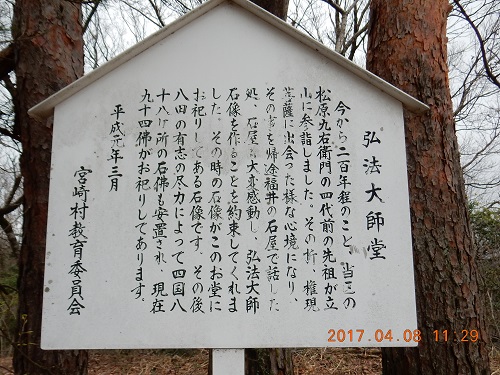 弘法大師堂
今から二百年程のこと、当区の
松原九右衛門の四代前の先祖が立
山に参詣しました。その折、権現
菩薩に出会った様な心境になり、
その事を帰途福井の石屋で話した
処、石屋も大変感動し、弘法大師
石像を作ることを約束してくれま
した。その時の石像がこのお堂に
お祀りしてある石像です。その後
八田の有志の尽力によって四国八
十八ヶ所の石佛も安置され、現在
九十四佛がお祀りしてあります。
平成元年三月
宮崎村教育委員会
2017.04.08 11:29